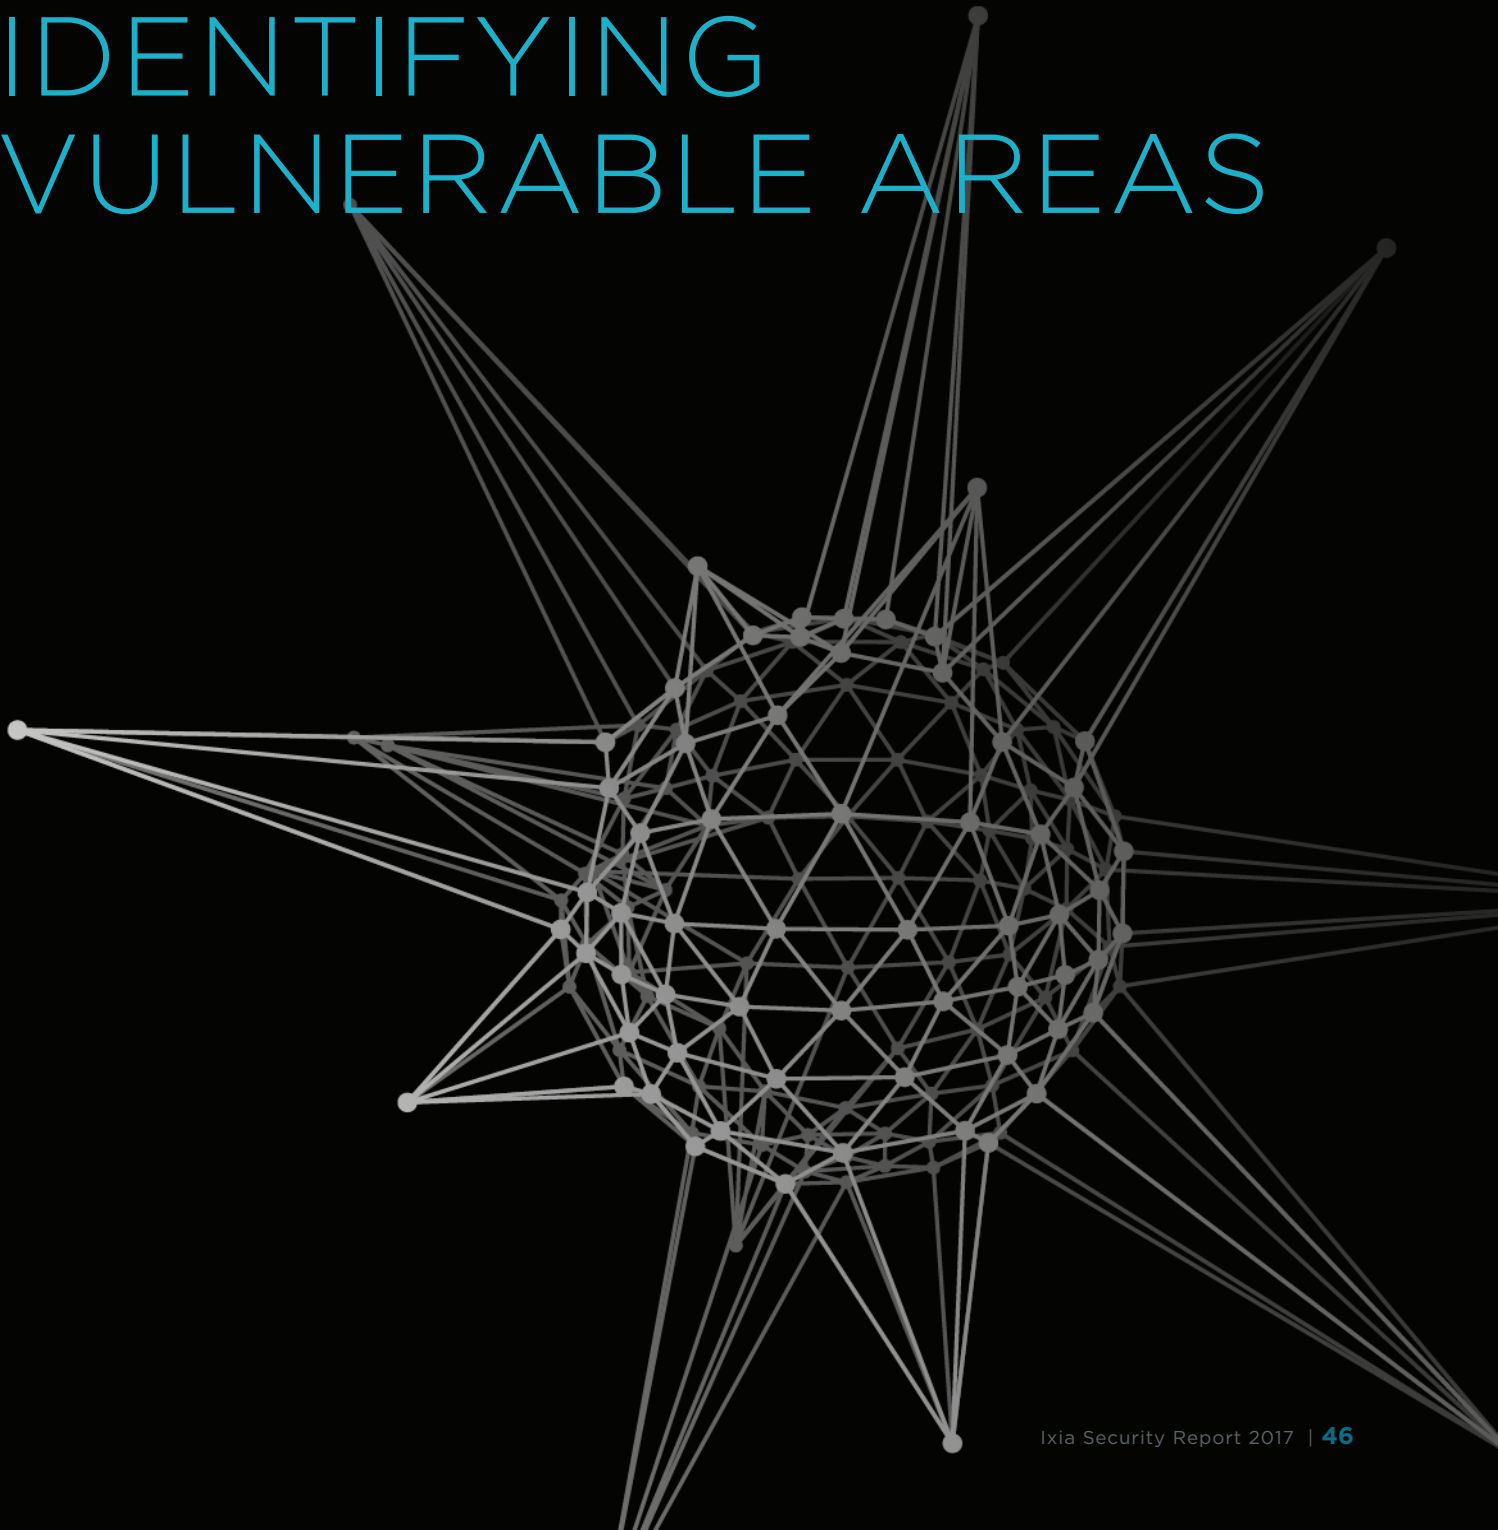 IDENTIFYING
VULNERABLE AREAS
Ixia Security Report 2017 | 46